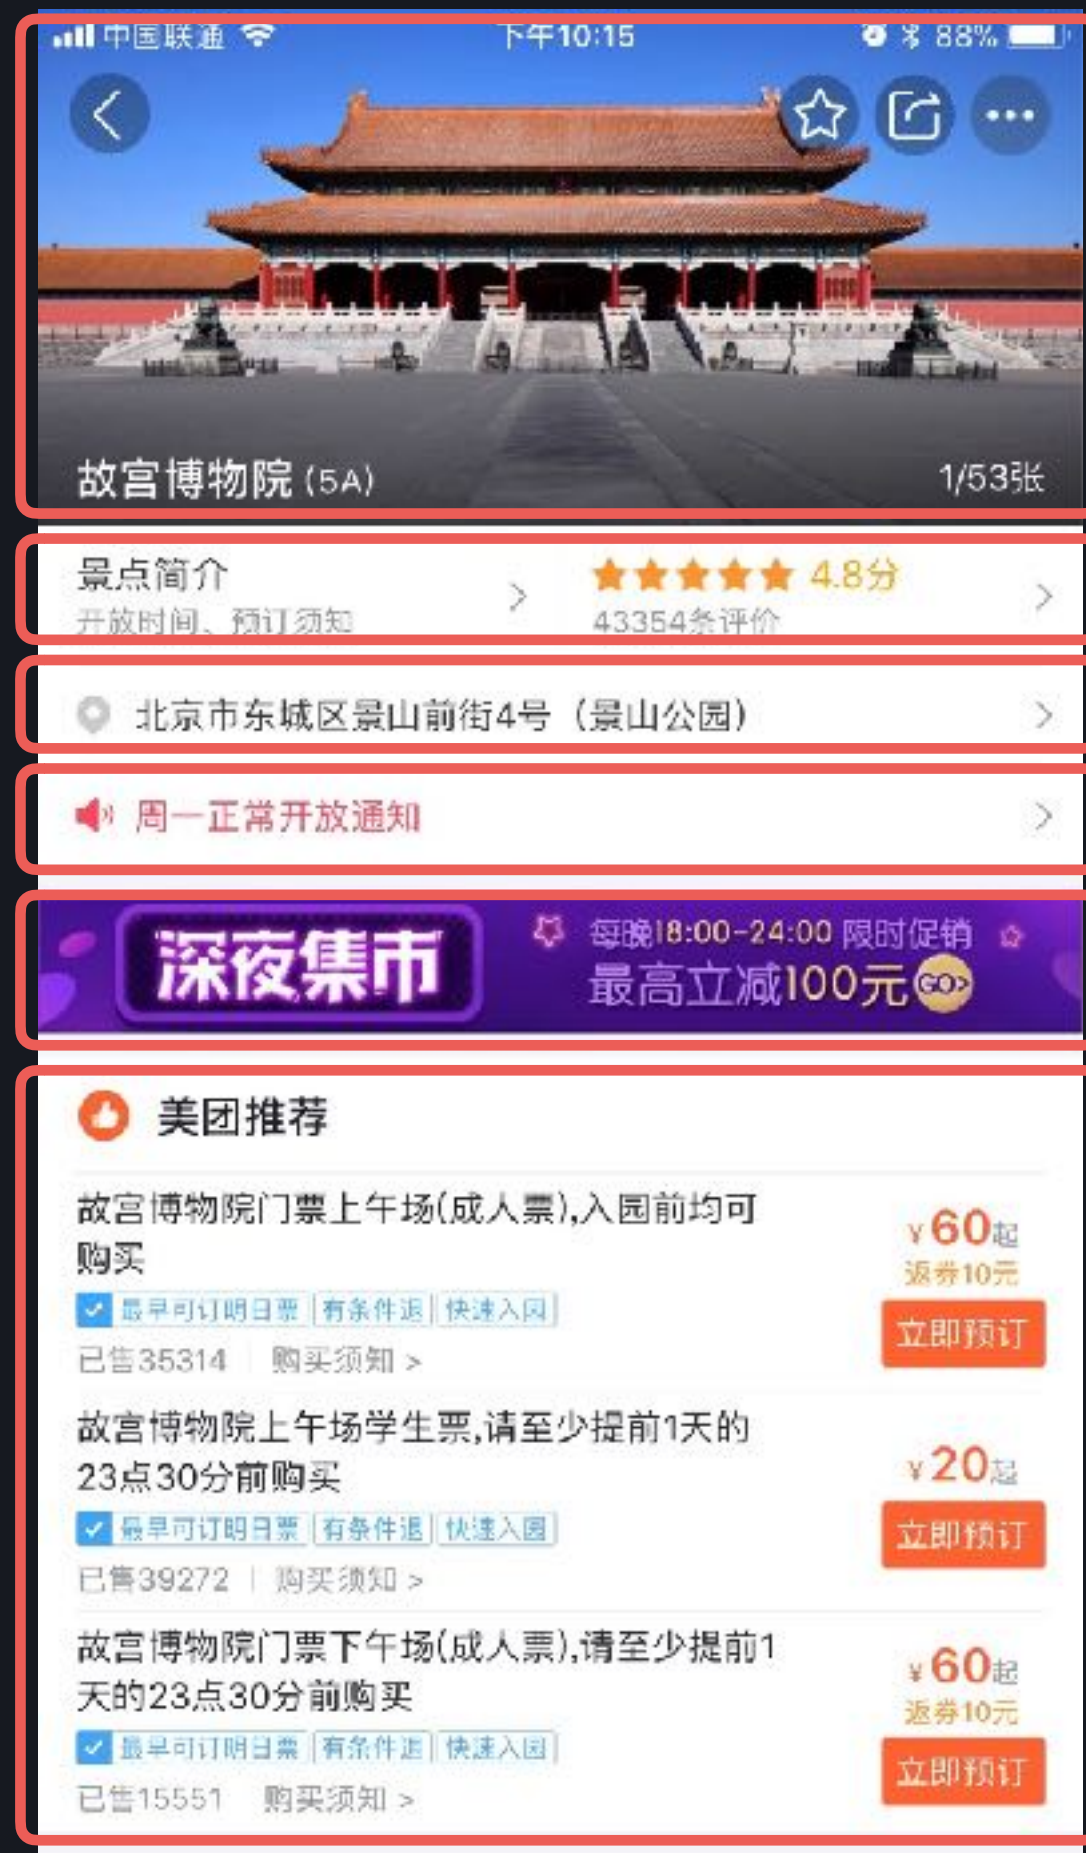 中国联通 下午10:15 88%
故宫博物院 (5A) 1/53张
景点简介
开放时间、预订须知
4.8分
43354条评价
北京市东城区景山前街4号（景山公园）
周一正常开放通知
深夜集市
每晚18:00-24:00 限时促销
最高立减100元 GO>
美团推荐
故宫博物院门票上午场(成人票),入园前均可
购买
最早可订明日票 有条件退 快速入园
已售35314 购买须知 >
¥60起
返券10元
立即预订
故宫博物院上午场学生票,请至少提前1天的
23点30分前购买
最早可订明日票 有条件退 快速入园
已售39272 购买须知 >
¥20起
立即预订
故宫博物院门票下午场(成人票),请至少提前1
天的23点30分前购买
最早可订明日票 有条件退 快速入园
已售15551 购买须知 >
¥60起
返券10元
立即预订